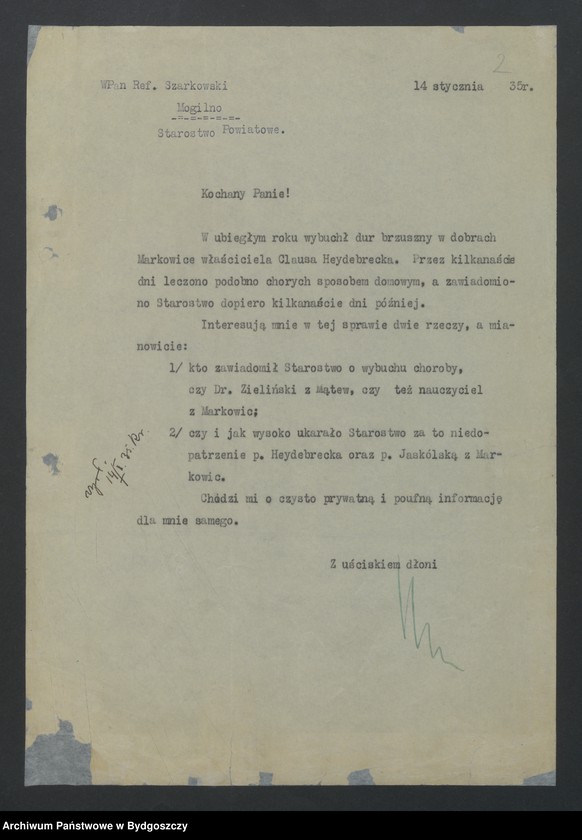 2
WPan Ref. Szarkowski 14 stycznia 35r.
Mogilno
-=-=-=-=-=-
Starostwo Powiatowe.
Kochany Panie!
W ubiegłym roku wybuchł dur brzuszny w dobrach
Markowice właściciela Clausa Heydebrecka. Przez kilkanaście
dni leczono podobno chorych sposobem domowym, a zawiadomio-
no Starostwo dopiero kilkanaście dni później.
Interesują mnie w tej sprawie dwie rzeczy, a mia-
nowicie:
1/ kto zawiadomił Starostwo o wybuchu choroby,
czy Dr. Zieliński z Mątew, czy też nauczyciel
z Markowic;
2/ czy i jak wysoko ukarało Starostwo za to niedo-
patrzenie p. Heydebrecka oraz p. Jaskólską z Mar-
kowic.
Chodzi mi o czysto prywatną i poufną informację
dla mnie samego.
Z uściskiem dłoni
Archiwum Państwowe w Bydgoszczy